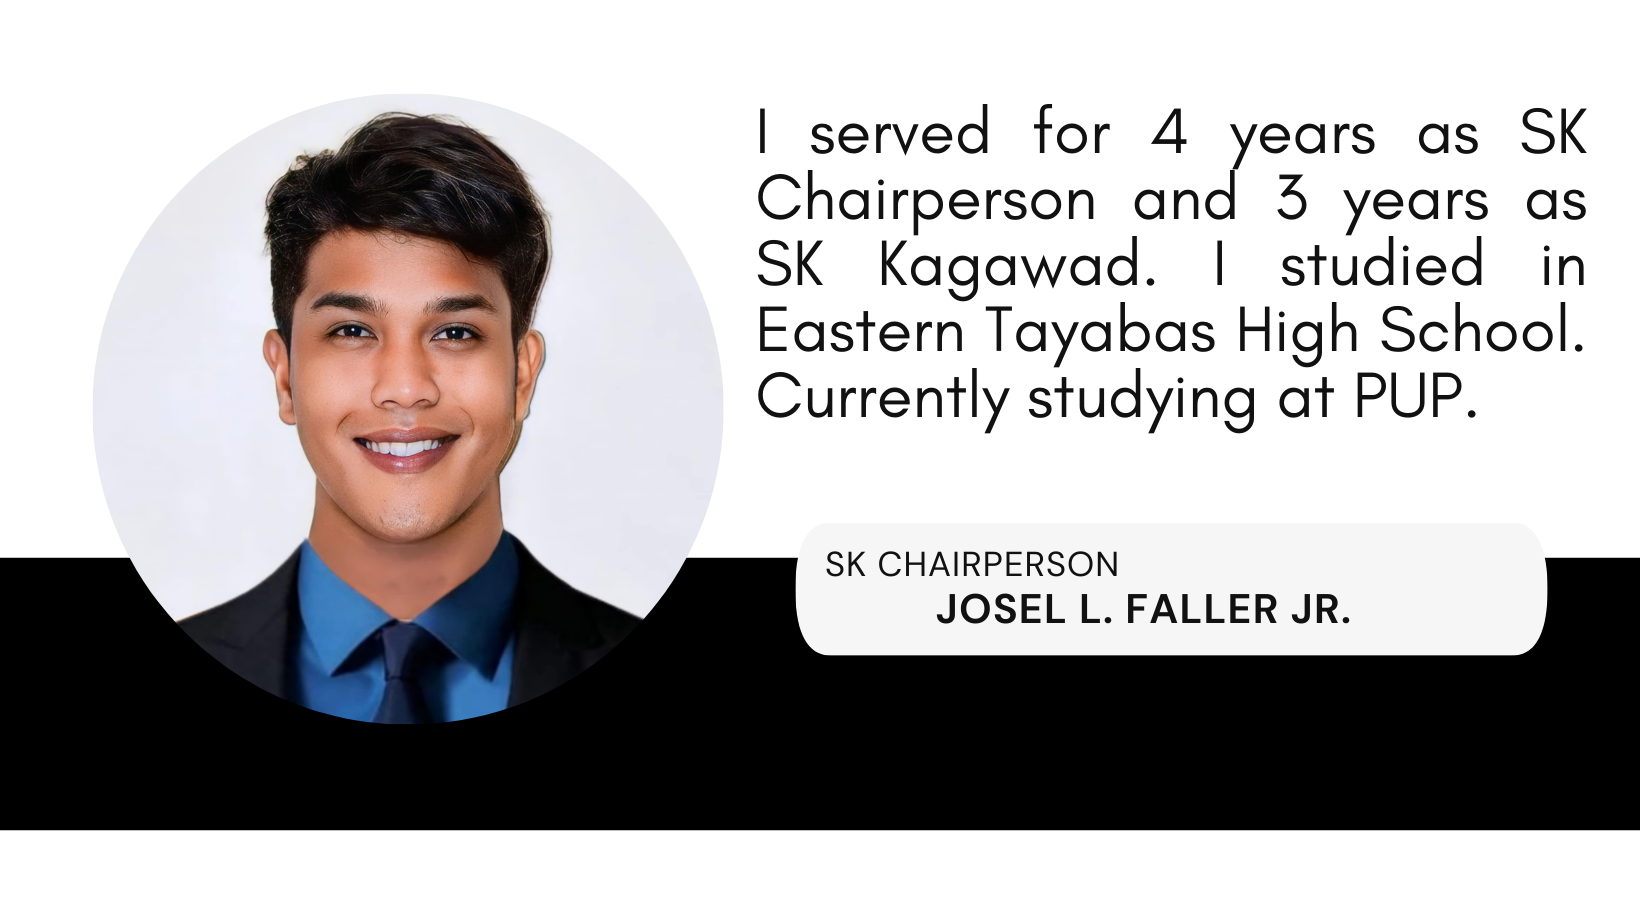 I served for 4 years as SK
Chairperson and 3 years as
SK Kagawad. I studied in
Eastern Tayabas High School.
Currently studying at PUP.
SK CHAIRPERSON
JOSEL L. FALLER JR.